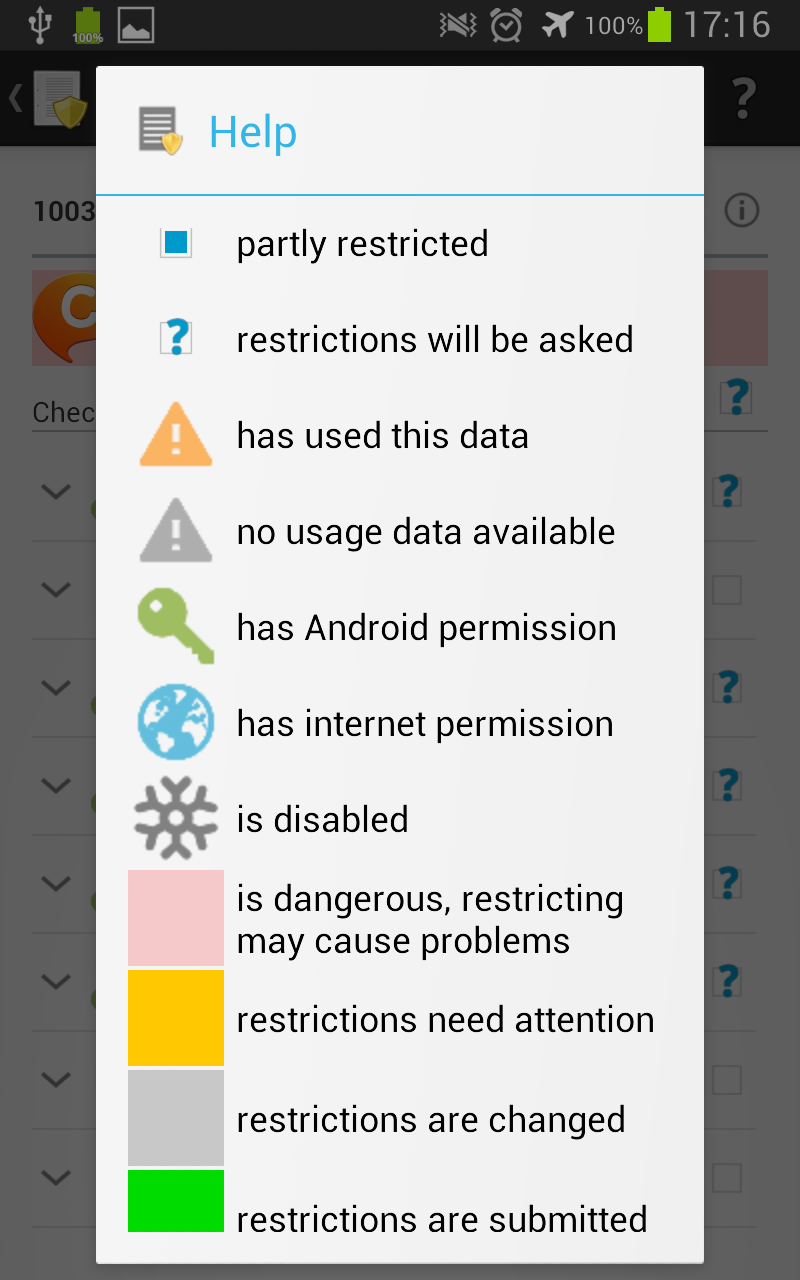 100% 100% 17:16
Help ?
1003
partly restricted
? restrictions will be asked
C
has used this data
Chec
no usage data available
has Android permission
has internet permission
is disabled
is dangerous, restricting
may cause problems
restrictions need attention
restrictions are changed
restrictions are submitted